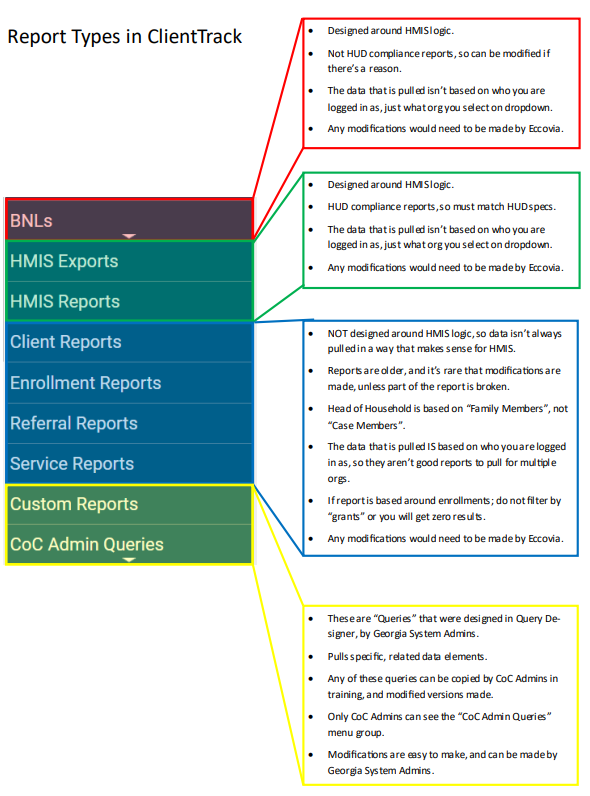 Report Types in ClientTrack
• Designed around HMIS logic.
• Not HUD compliance reports, so can be modified if
there's a reason.
• The data that is pulled isn't based on who you are
logged in as, just what org you select on dropdown.
• Any modifications would need to be made by Eccovia.
BNLs
HMIS Exports
HMIS Reports
• Designed around HMIS logic.
• HUD compliance reports, so must match HUD specs.
• The data that is pulled isn't based on who you are
logged in as, just what org you select on dropdown.
• Any modifications would need to be made by Eccovia.
Client Reports
Enrollment Reports
Referral Reports
Service Reports
• NOT designed around HMIS logic, so data isn't always
pulled in a way that makes sense for HMIS.
• Reports are older, and it's rare that modifications are
made, unless part of the report is broken.
• Head of Household is based on “Family Members”, not
“Case Members”.
• The data that is pulled IS based on who you are logged
in as, so they aren't good reports to pull for multiple
orgs.
• If report is based around enrollments; do not filter by
“grants” or you will get zero results.
• Any modifications would need to be made by Eccovia.
Custom Reports
CoC Admin Queries
• These are “Queries” that were designed in Query De-
signer, by Georgia System Admins.
• Pulls specific, related data elements.
• Any of these queries can be copied by CoC Admins in
training, and modified versions made.
• Only CoC Admins can see the “CoC Admin Queries”
menu group.
• Modifications are easy to make, and can be made by
Georgia System Admins.